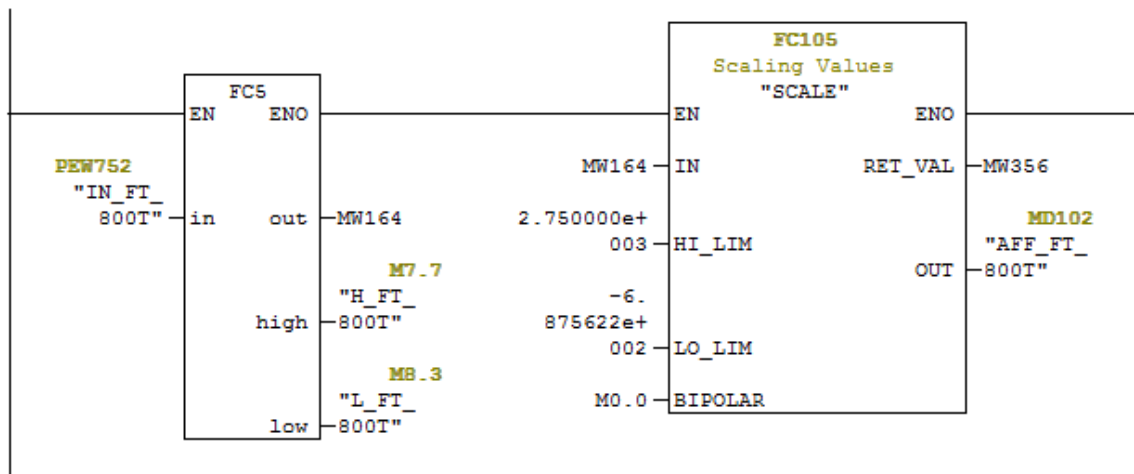 FC5
EN ENO
PEW752
"IN_FT_
800T" in
out MW164
M7.7
"H_FT_
high 800T"
M8.3
"L_FT_
low 800T"
FC105
Scaling Values
"SCALE"
EN ENO
MW164 IN
RET_VAL MW356
2.750000e+
003 HI_LIM
MD102
"AFF_FT_
OUT 800T"
-6.
875622e+
002 LO_LIM
M0.0 BIPOLAR